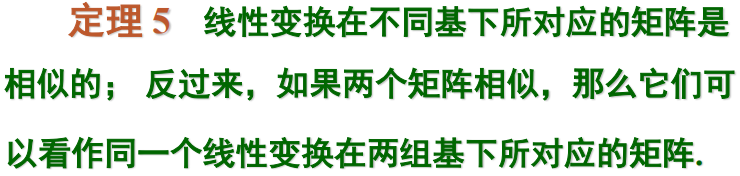 定理 5 线性变换在不同基下所对应的矩阵是
相似的； 反过来，如果两个矩阵相似，那么它们可
以看作同一个线性变换在两组基下所对应的矩阵.